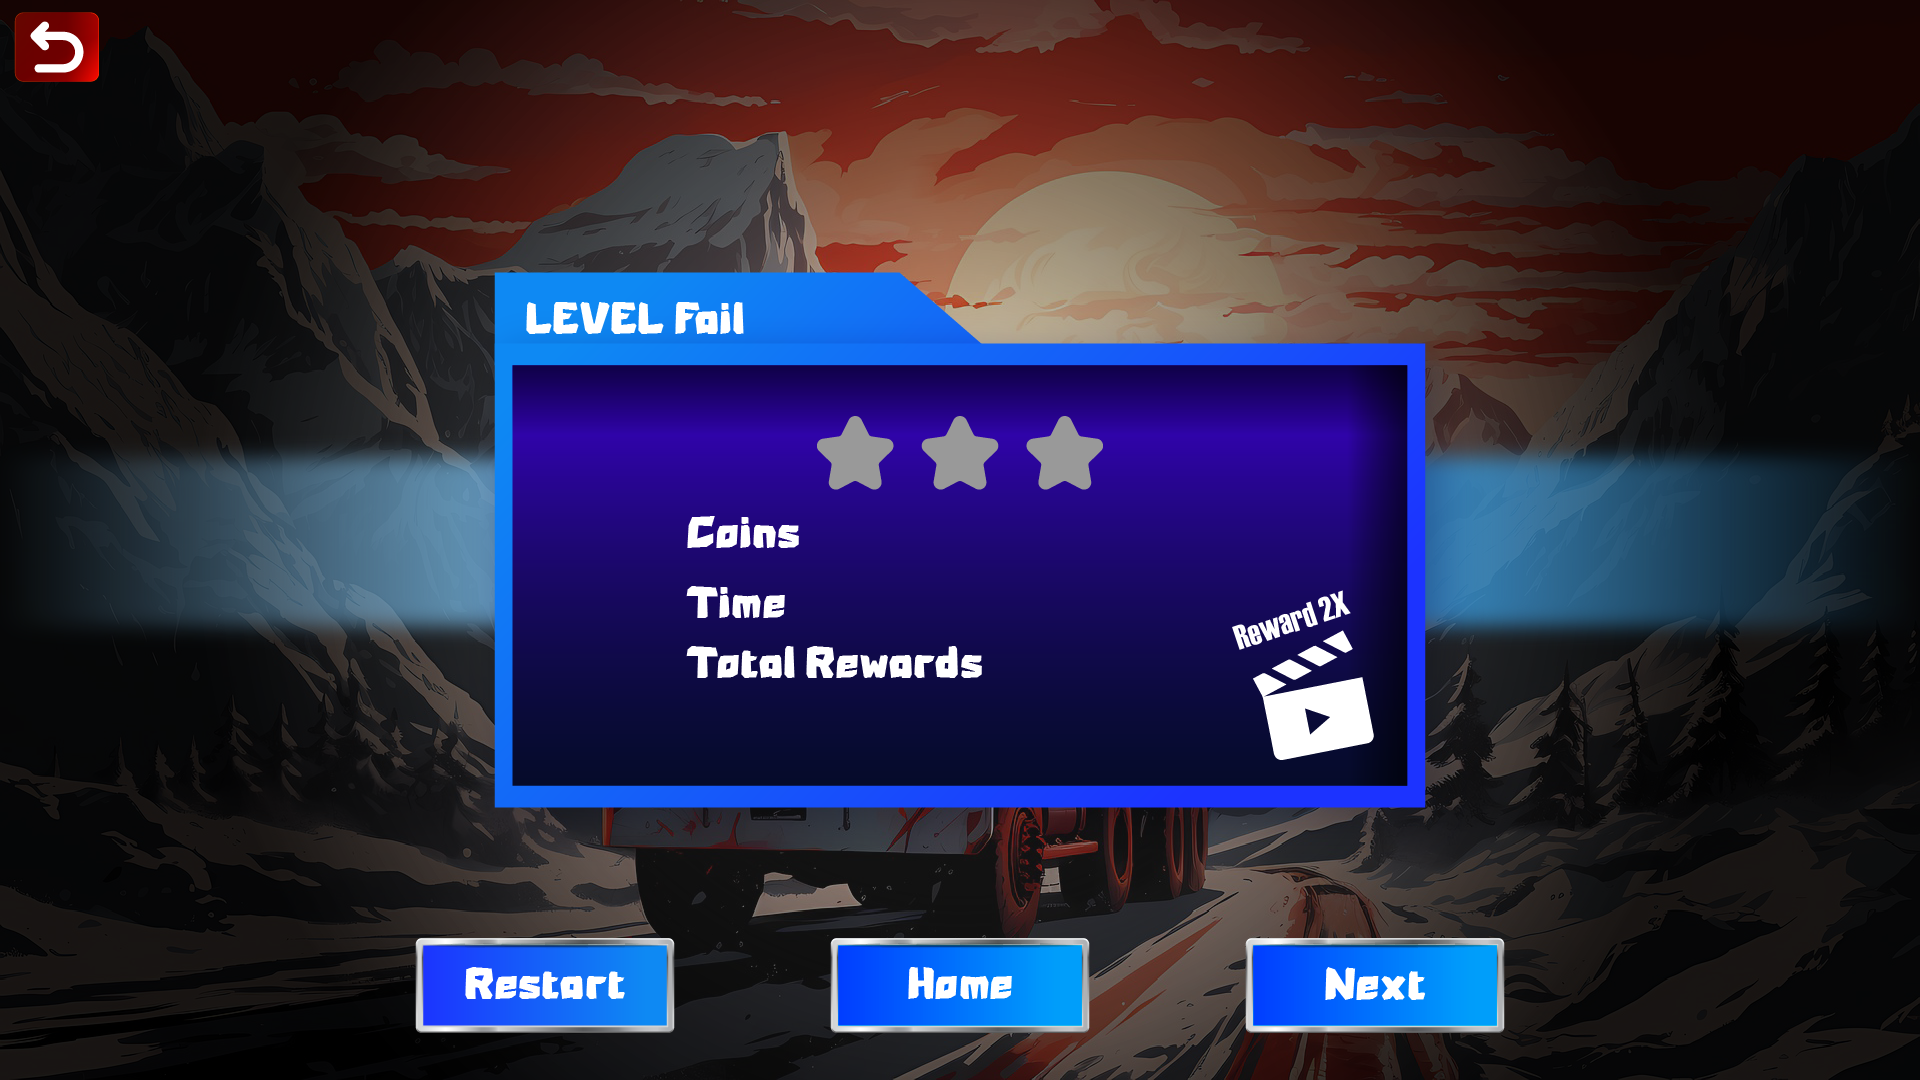 LEVEL Fail
Coins
Time
Total Rewards
Reward 2X
Restart
Home
Next